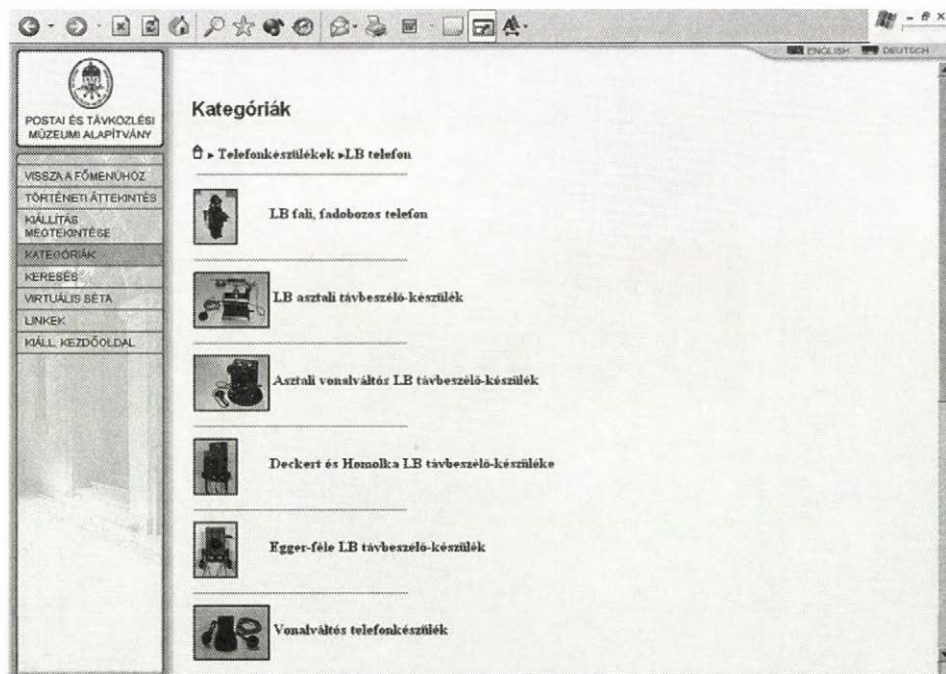 ENGLISH DEUTSCH
POSTAI ÉS TÁVKÖZLÉSI
MÚZEUMI ALAPÍTVÁNY
VISSZA A FŐMENÜHÖZ
TÖRTÉNETI ÁTTEKINTÉS
KIÁLLÍTÁS
MEGTEKINTÉSE
KATEGÓRIÁK
KERESÉS
VIRTUÁLIS SÉTA
LINKEK
KIÁLL. KEZDŐOLDAL
Kategóriák
Telefonkészülékek ▸LB telefon
LB fali, fadobozos telefon
LB asztali távbeszélő-készülék
Asztali vonalváltós LB távbeszélő-készülék
Deckert és Homolka LB távbeszélő-készüléke
Egger-féle LB távbeszélő-készülék
Vonalváltós telefonkészülék